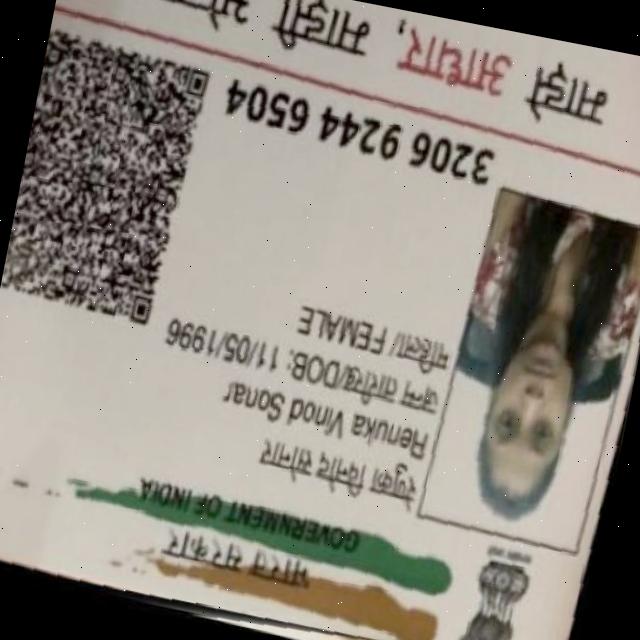 भारत सरकार
GOVERNMENT OF INDIA
रेणुका विनोद सोनार
Renuka Vinod Sonar
जन्म तारीख/DOB: 11/05/1996
महिला/ FEMALE
3206 9244 6504
माझे आधार, माझी ओळख